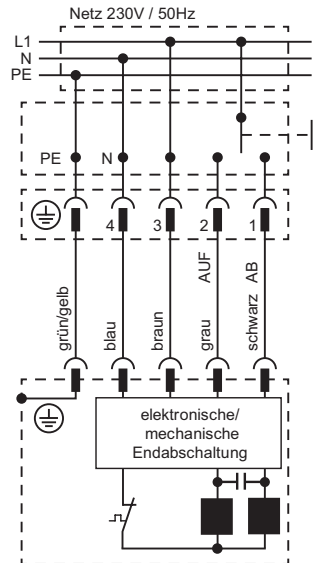 Netz 230V / 50Hz
L1
N
PE
PE
N
4
3
2
1
grün/gelb
blau
braun
grau
AUF
schwarz
AB
elektronische/
mechanische
Endabschaltung